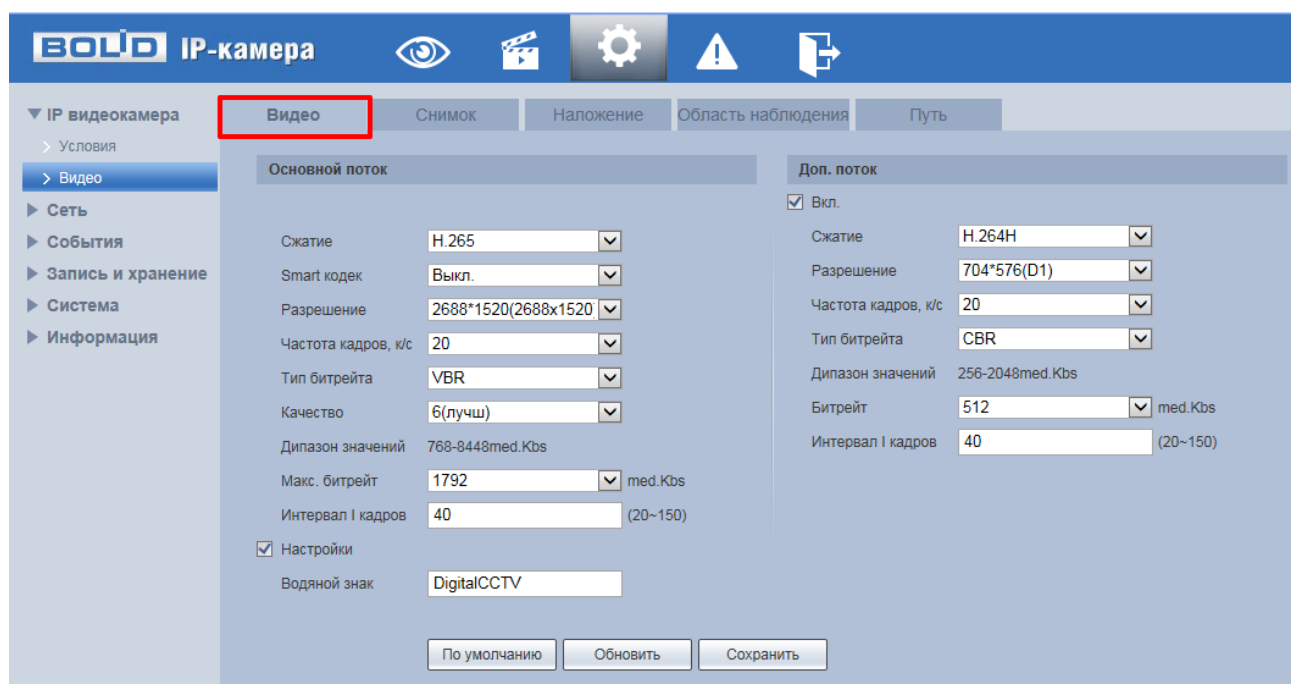 BOLID IP-камера
IP видеокамера
Условия
Видео
Сеть
События
Запись и хранение
Система
Информация
Видео
Снимок
Наложение
Область наблюдения
Путь
Основной поток
Сжатие H.265
Smart кодек Выкл.
Разрешение 2688*1520(2688x1520
Частота кадров, к/с 20
Тип битрейта VBR
Качество 6(лучш)
Дипазон значений 768-8448med.Kbs
Макс. битрейт 1792 med.Kbs
Интервал I кадров 40 (20~150)
Настройки
Водяной знак DigitalCCTV
По умолчанию Обновить Сохранить
Доп. поток
Вкл.
Сжатие H.264H
Разрешение 704*576(D1)
Частота кадров, к/с 20
Тип битрейта CBR
Дипазон значений 256-2048med.Kbs
Битрейт 512 med.Kbs
Интервал I кадров 40 (20~150)